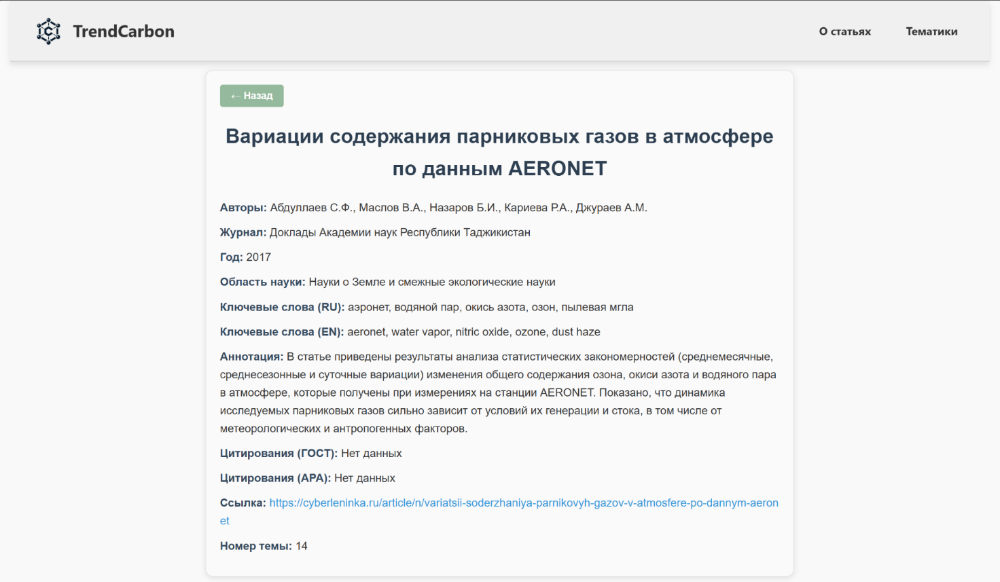 TrendCarbon
О статьях
Тематики
← Назад
Вариации содержания парниковых газов в атмосфере
по данным AERONET
Авторы: Абдуллаев С.Ф., Маслов В.А., Назаров Б.И., Кариева Р.А., Джураев А.М.
Журнал: Доклады Академии наук Республики Таджикистан
Год: 2017
Область науки: Науки о Земле и смежные экологические науки
Ключевые слова (RU): аэронет, водяной пар, окись азота, озон, пылевая мгла
Ключевые слова (EN): aeronet, water vapor, nitric oxide, ozone, dust haze
Аннотация: В статье приведены результаты анализа статистических закономерностей (среднемесячные,
среднесезонные и суточные вариации) изменения общего содержания озона, окиси азота и водяного пара
в атмосфере, которые получены при измерениях на станции AERONET. Показано, что динамика
исследуемых парниковых газов сильно зависит от условий их генерации и стока, в том числе от
метеорологических и антропогенных факторов.
Цитирования (ГОСТ): Нет данных
Цитирования (APA): Нет данных
Ссылка: https://cyberleninka.ru/article/n/variatsii-soderzhaniya-parnikovyh-gazov-v-atmosfere-po-dannym-aeron
et
Номер темы: 14